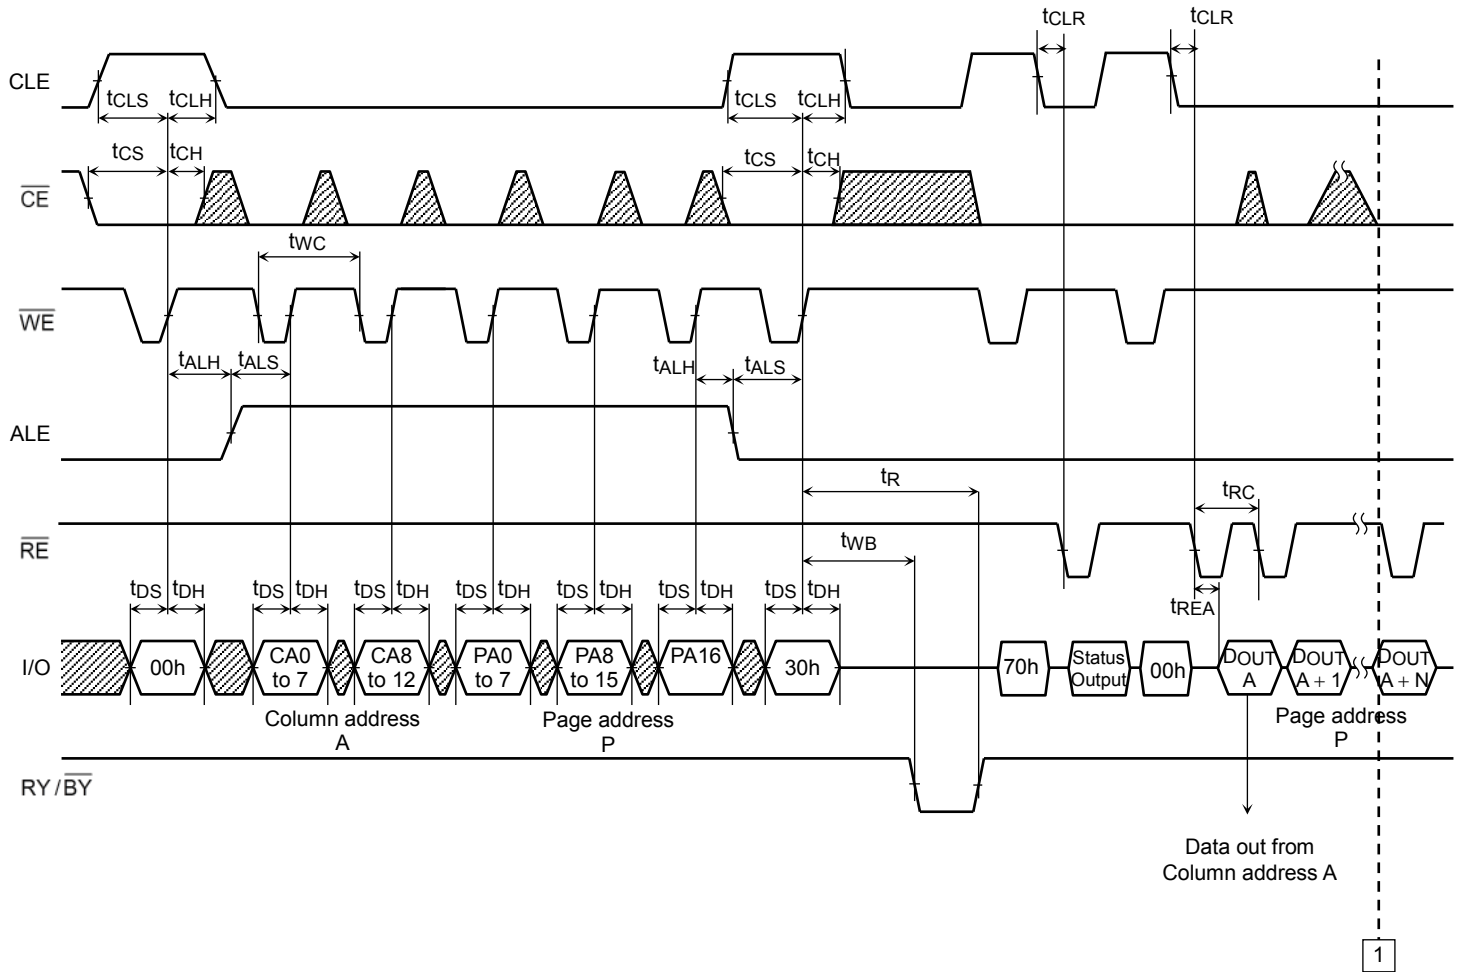 tCLR tCLR
CLE
tCLS tCLH tCLS tCLH
tCS tCH tCS tCH
CE
tWC
WE
tALH tALS tALH tALS
ALE
tR
tRC
RE
tWB
tDS tDH tDS tDH tDS tDH tDS tDH tDS tDH tDS tDH tDS tDH
tREA
I/O 00h CA0 to 7 CA8 to 12 PA0 to 7 PA8 to 15 PA16 30h 70h Status Output 00h DOUT A DOUT A + 1 DOUT A + N
Column address A
Page address P
Page address P
RY/BY
Data out from
Column address A
1